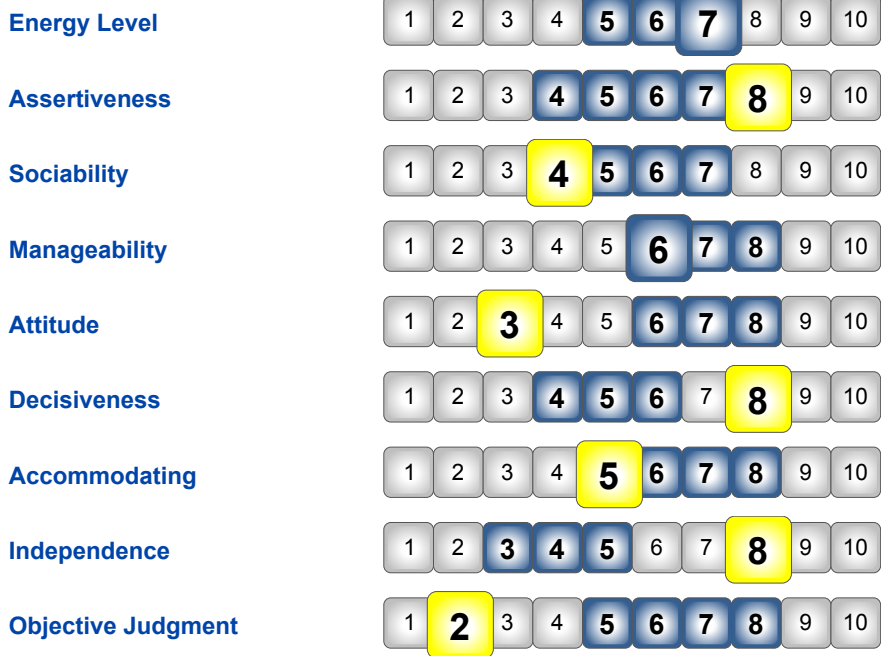 Energy Level 1 2 3 4 5 6 7 8 9 10
Assertiveness 1 2 3 4 5 6 7 8 9 10
Sociability 1 2 3 4 5 6 7 8 9 10
Manageability 1 2 3 4 5 6 7 8 9 10
Attitude 1 2 3 4 5 6 7 8 9 10
Decisiveness 1 2 3 4 5 6 7 8 9 10
Accommodating 1 2 3 4 5 6 7 8 9 10
Independence 1 2 3 4 5 6 7 8 9 10
Objective Judgment 1 2 3 4 5 6 7 8 9 10